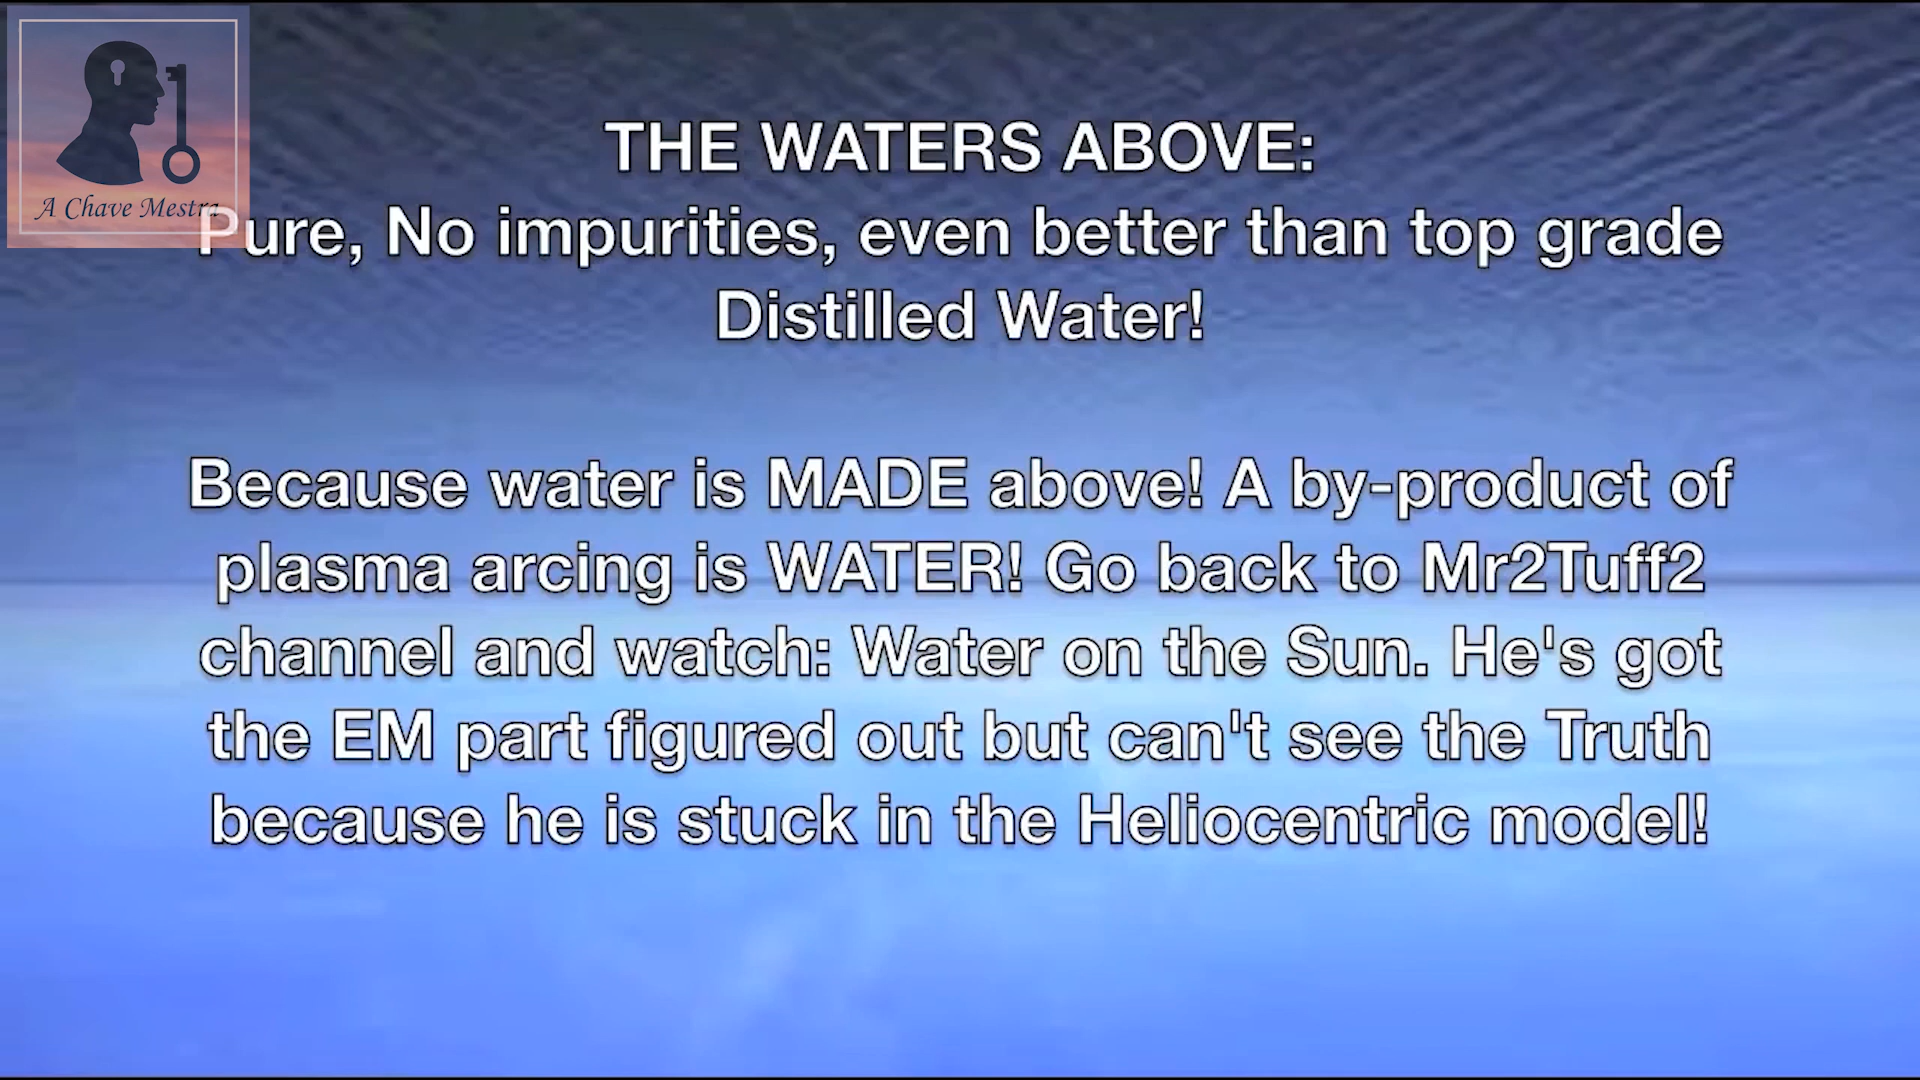 A Chave Mestra
THE WATERS ABOVE:
Pure, No impurities, even better than top grade
Distilled Water!
Because water is MADE above! A by-product of
plasma arcing is WATER! Go back to Mr2Tuff2
channel and watch: Water on the Sun. He's got
the EM part figured out but can't see the Truth
because he is stuck in the Heliocentric model!